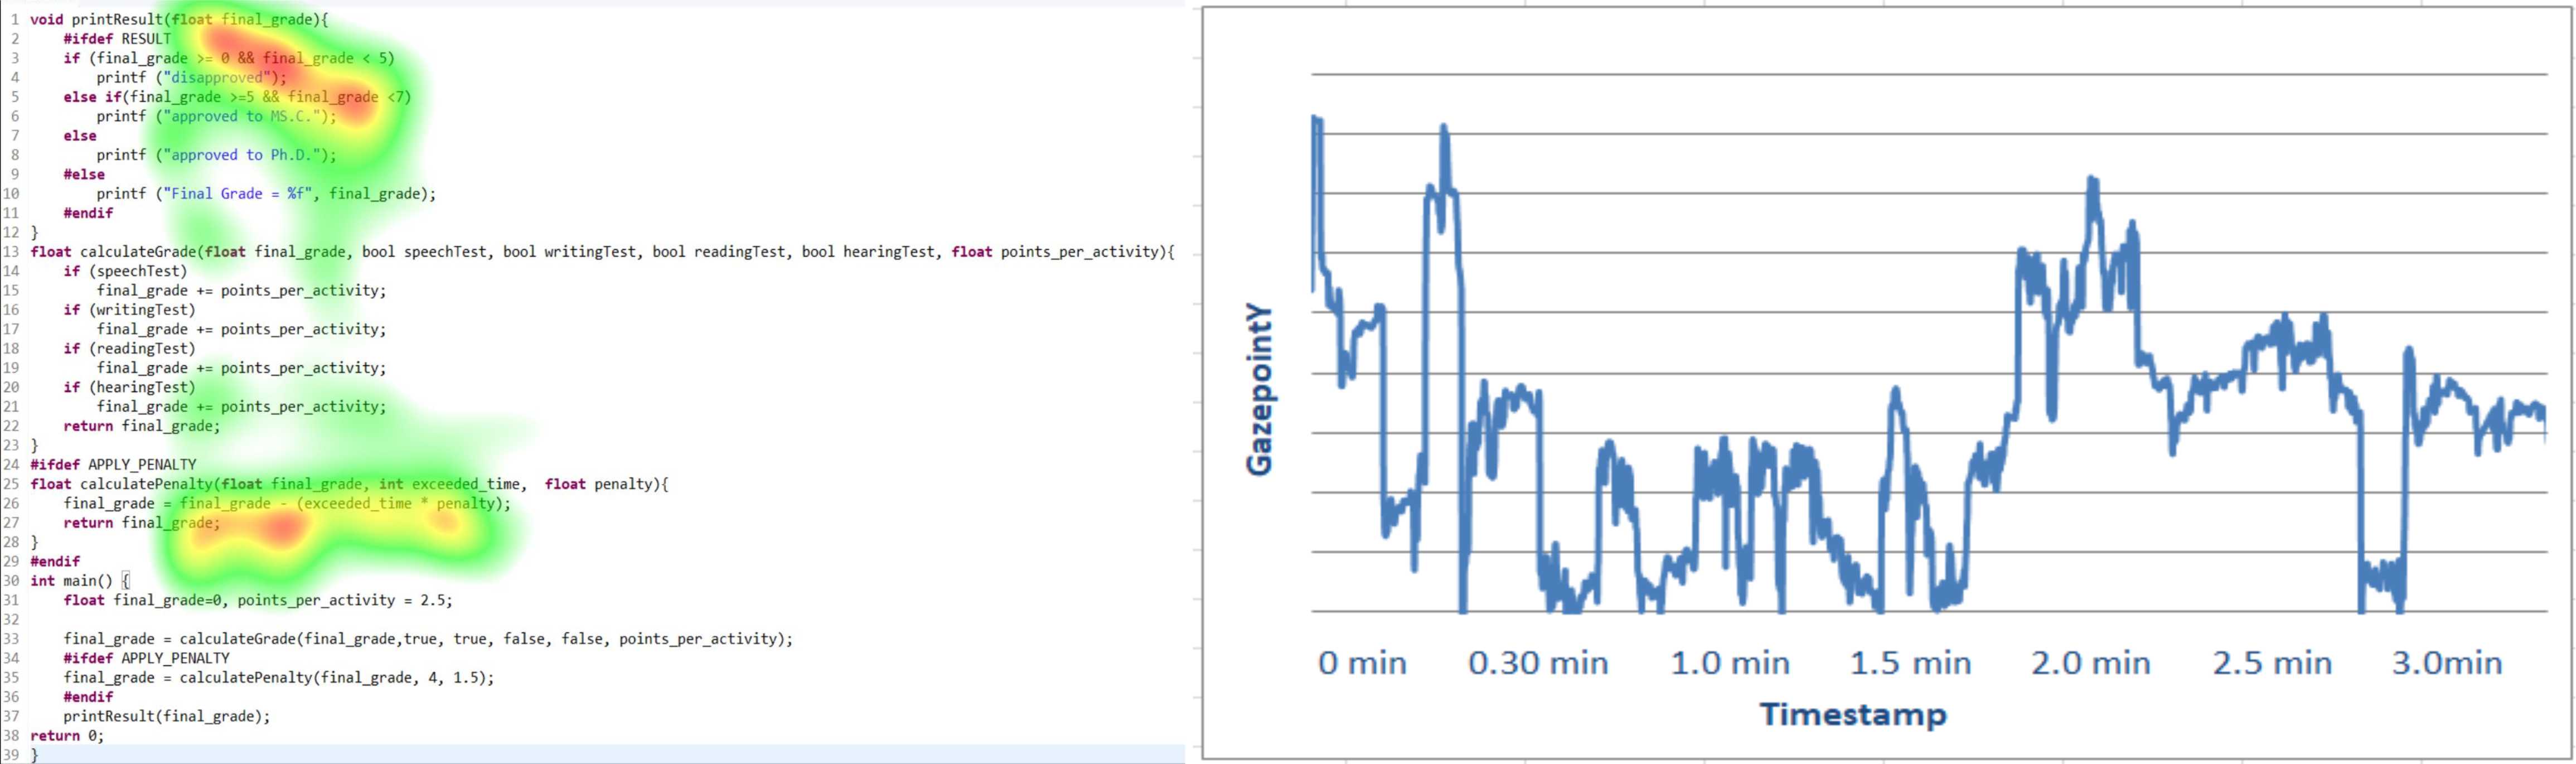 1 void printResult(float final_grade){
2     #ifdef RESULT
3     if (final_grade >= 0 && final_grade < 5)
4         printf ("disapproved");
5     else if(final_grade >=5 && final_grade <7)
6         printf ("approved to MS.C.");
7     else
8         printf ("approved to Ph.D.");
9     #else
10         printf ("Final Grade = %f", final_grade);
11     #endif
12 }
13 float calculateGrade(float final_grade, bool speechTest, bool writingTest, bool readingTest, bool hearingTest, float points_per_activity){
14     if (speechTest)
15         final_grade += points_per_activity;
16     if (writingTest)
17         final_grade += points_per_activity;
18     if (readingTest)
19         final_grade += points_per_activity;
20     if (hearingTest)
21         final_grade += points_per_activity;
22     return final_grade;
23 }
24 #ifdef APPLY_PENALTY
25 float calculatePenalty(float final_grade, int exceeded_time,  float penalty){
26     final_grade = final_grade - (exceeded_time * penalty);
27     return final_grade;
28 }
29 #endif
30 int main() {
31     float final_grade=0, points_per_activity = 2.5;
32
33     final_grade = calculateGrade(final_grade,true, true, false, false, points_per_activity);
34     #ifdef APPLY_PENALTY
35     final_grade = calculatePenalty(final_grade, 4, 1.5);
36     #endif
37     printResult(final_grade);
38 return 0;
39 }
GazepointY
0 min 0.30 min 1.0 min 1.5 min 2.0 min 2.5 min 3.0min
Timestamp